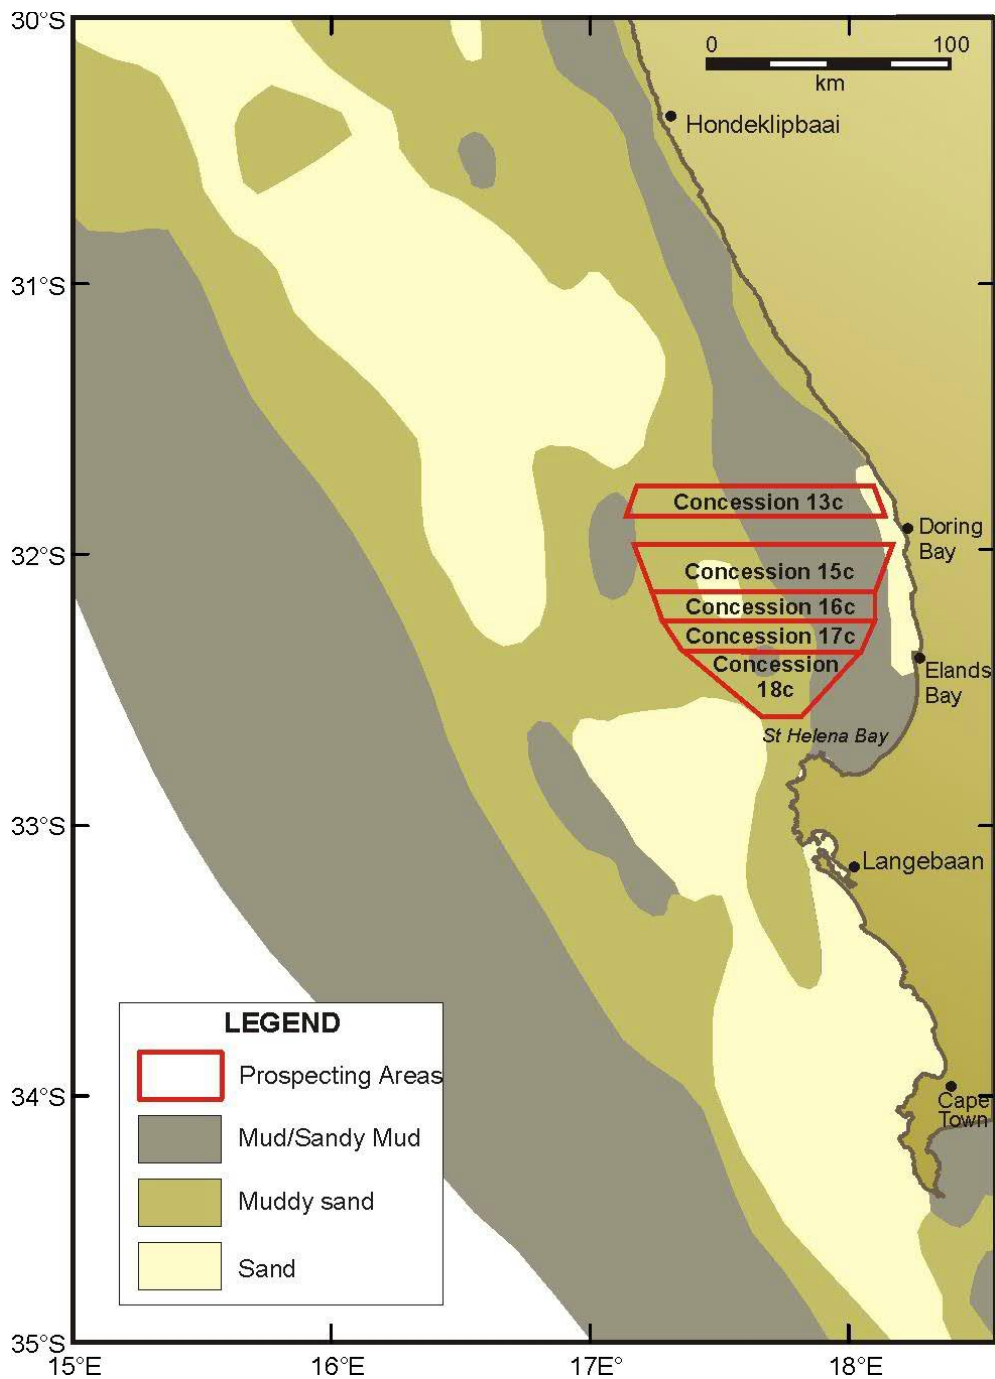 30°S
0 100
km
Hondeklipbaai
31°S
Concession 13c
Doring
Bay
32°S
Concession 15c
Concession 16c
Concession 17c
Concession
18c
Elands
Bay
St Helena Bay
33°S
Langebaan
LEGEND
Prospecting Areas
Mud/Sandy Mud
Muddy sand
Sand
34°S
Cape
Town
35°S
15°E 16°E 17E° 18°E